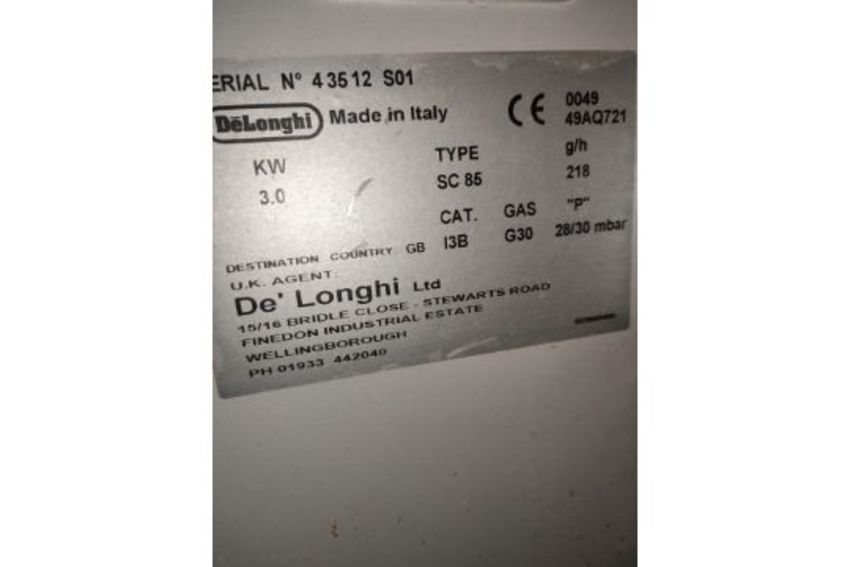 ERIAL N° 43512 S01
DeLonghi Made in Italy CE 0049
49AQ721
KW TYPE g/h
3.0 SC 85 218
CAT. GAS "P"
DESTINATION COUNTRY: GB I3B G30 28/30 mbar
U.K. AGENT:
De' Longhi Ltd
15/16 BRIDLE CLOSE - STEWARTS ROAD
FINEDON INDUSTRIAL ESTATE
WELLINGBOROUGH
PH 01933 442040